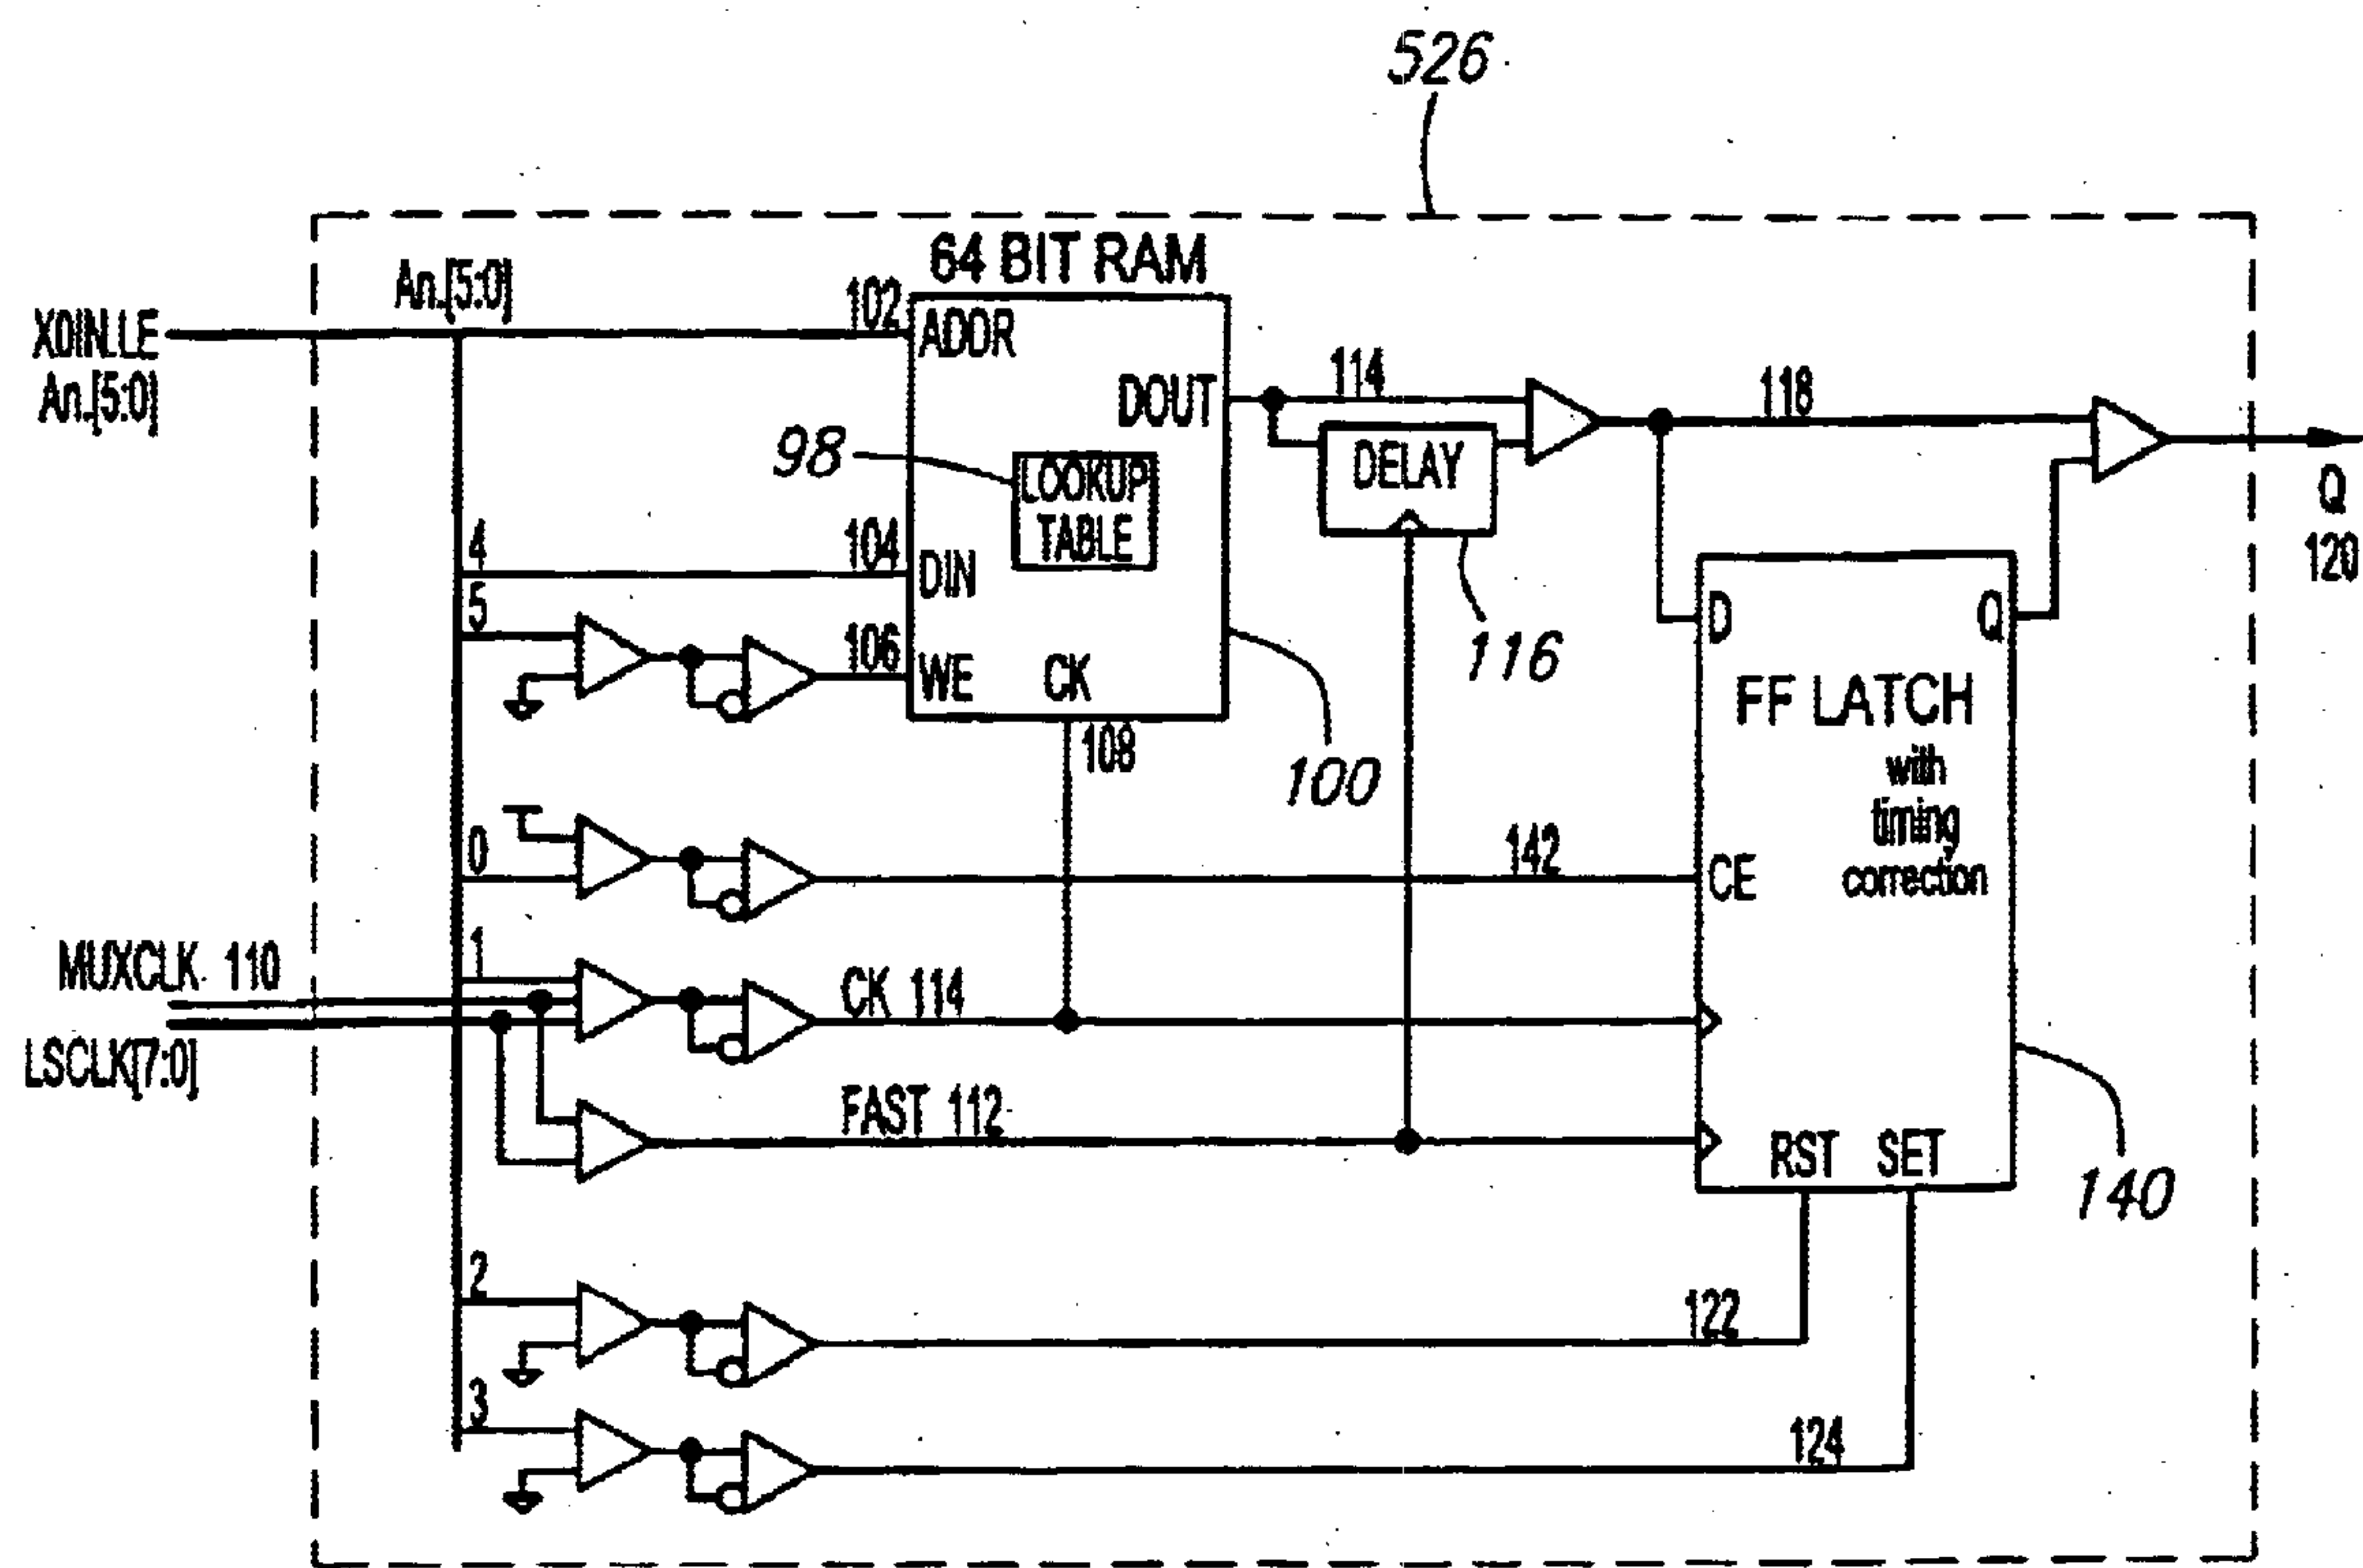 526
64 BIT RAM
An.[5:0]
102
XOIN.LE
An.[5:0]
ADDR
DOUT
114
118
98
LOOKUP
TABLE
DELAY
Q
120
4
104
DIN
5
106
WE
CK
108
100
116
D
Q
FF LATCH
with
timing
correction
0
142
CE
1
MUXCLK 110
LSCLK[7:0]
CK 114
FAST 112
RST
SET
140
2
122
3
124